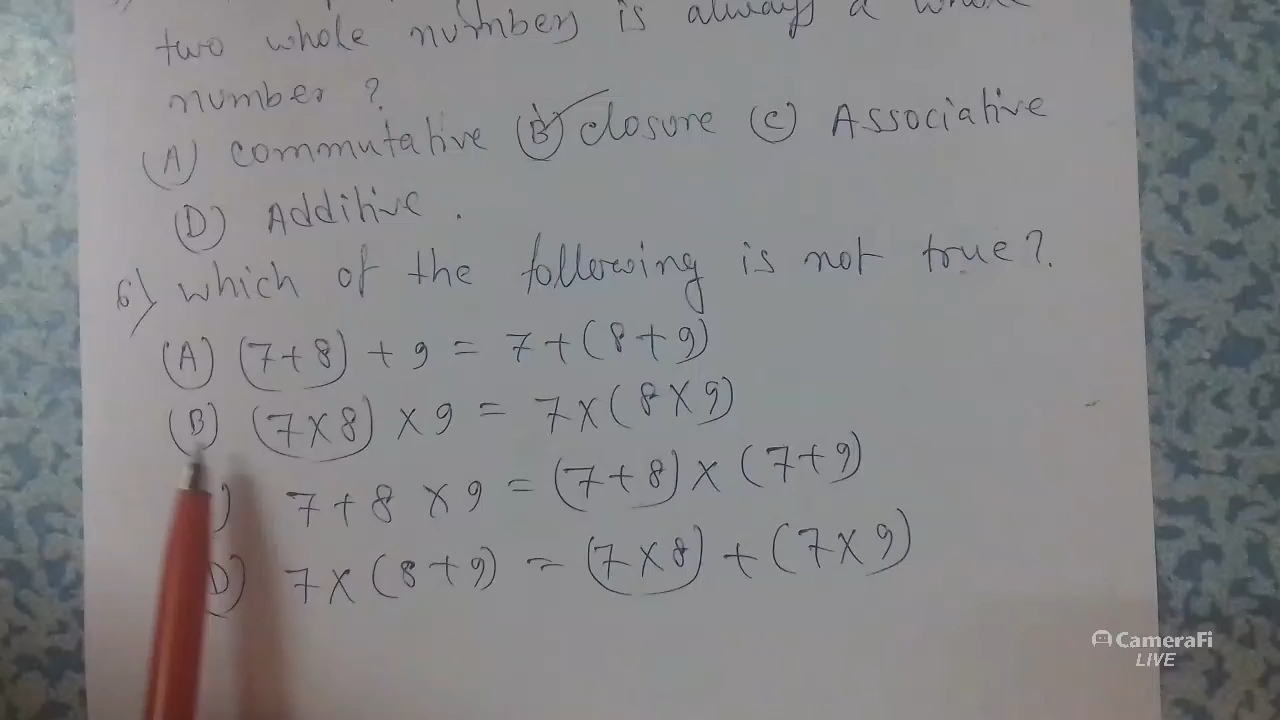 two whole number is always a whole
number ?
(A) commutative (B) closure (C) Associative
(D) Additive .
6) which of the following is not true ?
(A) (7+8) + 9 = 7+(8+9)
(B) (7×8) × 9 = 7×(8×9)
) 7+8 ×9 = (7+8)×(7+9)
D) 7×(8+9) = (7×8)+(7×9)
CameraFi
LIVE